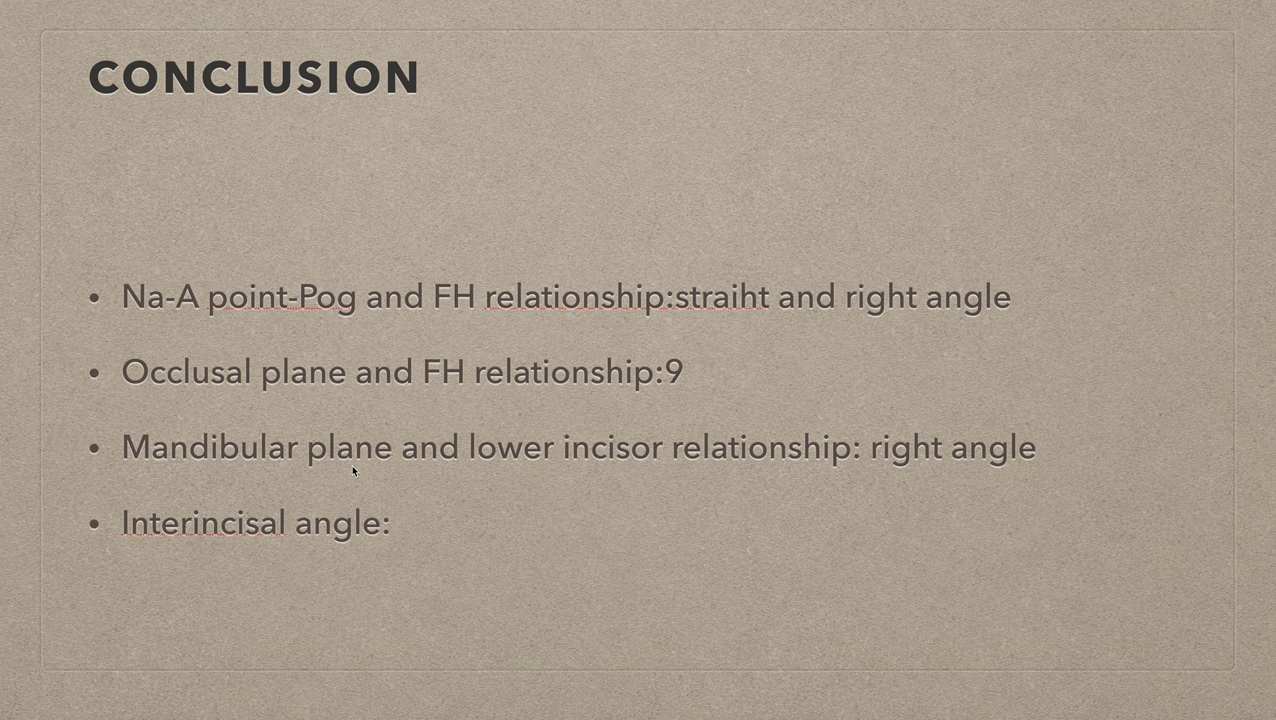 CONCLUSION
• Na-A point-Pog and FH relationship:straiht and right angle
• Occlusal plane and FH relationship:9
• Mandibular plane and lower incisor relationship: right angle
• Interincisal angle: